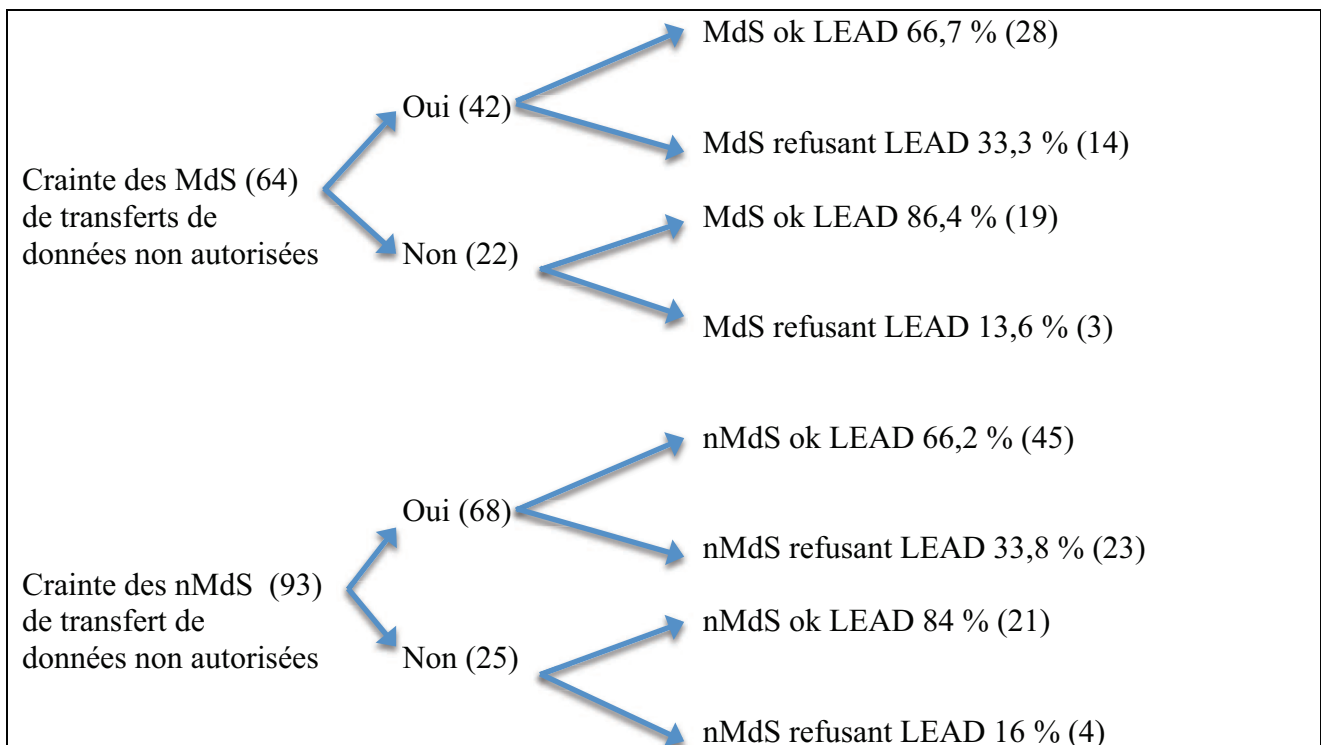 MdS ok LEAD 66,7 % (28)
Oui (42)
MdS refusant LEAD 33,3 % (14)
Crainte des MdS (64)
de transferts de
données non autorisées
MdS ok LEAD 86,4 % (19)
Non (22)
MdS refusant LEAD 13,6 % (3)
nMdS ok LEAD 66,2 % (45)
Oui (68)
nMdS refusant LEAD 33,8 % (23)
Crainte des nMdS (93)
de transfert de
données non autorisées
nMdS ok LEAD 84 % (21)
Non (25)
nMdS refusant LEAD 16 % (4)